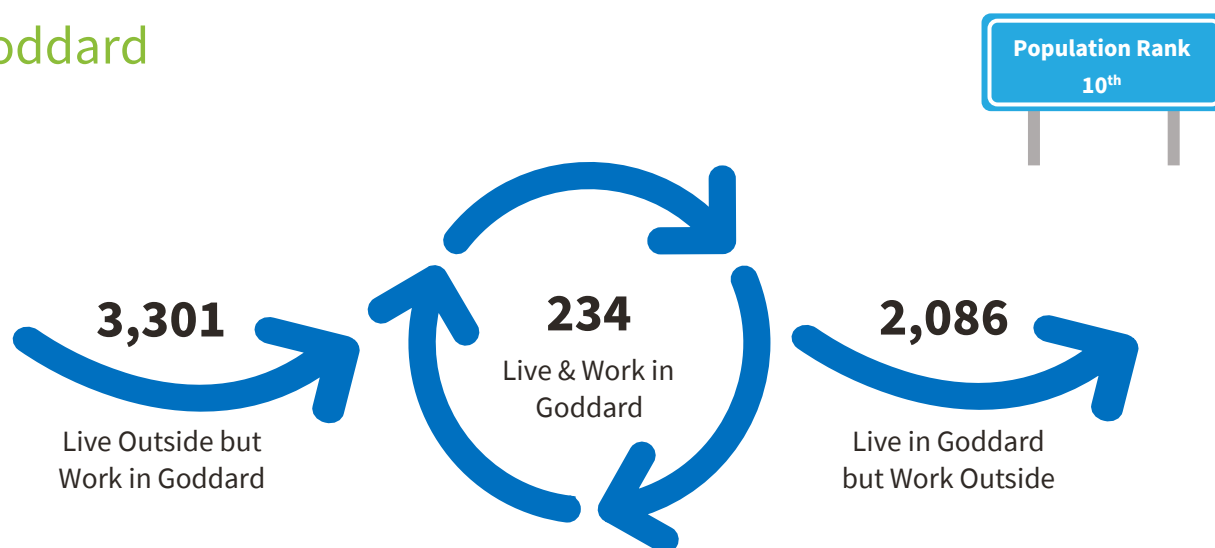 oddard
Population Rank
10th
3,301
Live Outside but
Work in Goddard
234
Live & Work in
Goddard
2,086
Live in Goddard
but Work Outside